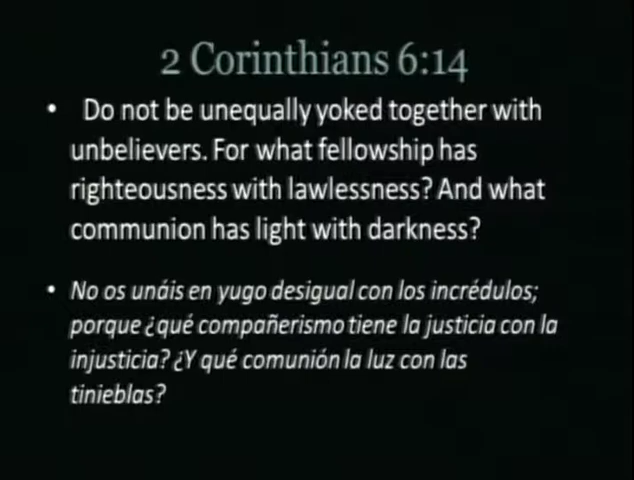 2 Corinthians 6:14
• Do not be unequally yoked together with
unbelievers. For what fellowship has
righteousness with lawlessness? And what
communion has light with darkness?
• No os unáis en yugo desigual con los incrédulos;
porque ¿qué compañerismo tiene la justicia con la
injusticia? ¿Y qué comunión la luz con las
tinieblas?